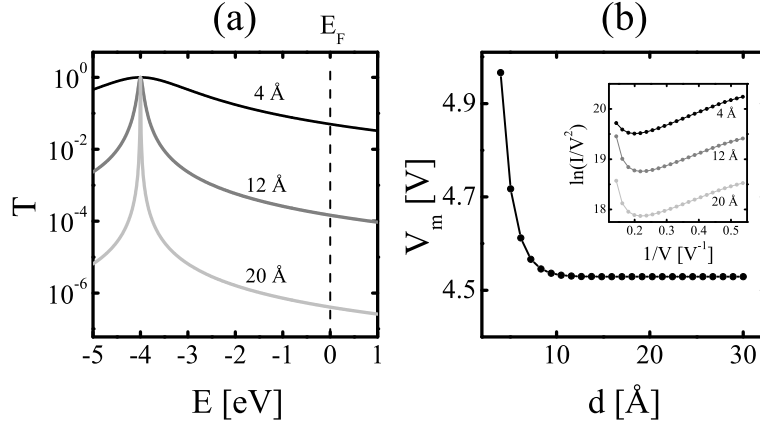 (a)
E_F
10^0
10^-2
10^-4
10^-6
T
4 Å
12 Å
20 Å
-5 -4 -3 -2 -1 0 1
E [eV]
(b)
4.9
4.7
4.5
V_m [V]
10 20 30
d [Å]
20
19
18
ln(I/V^2)
4 Å
12 Å
20 Å
0.2 0.3 0.4 0.5
1/V [V^-1]